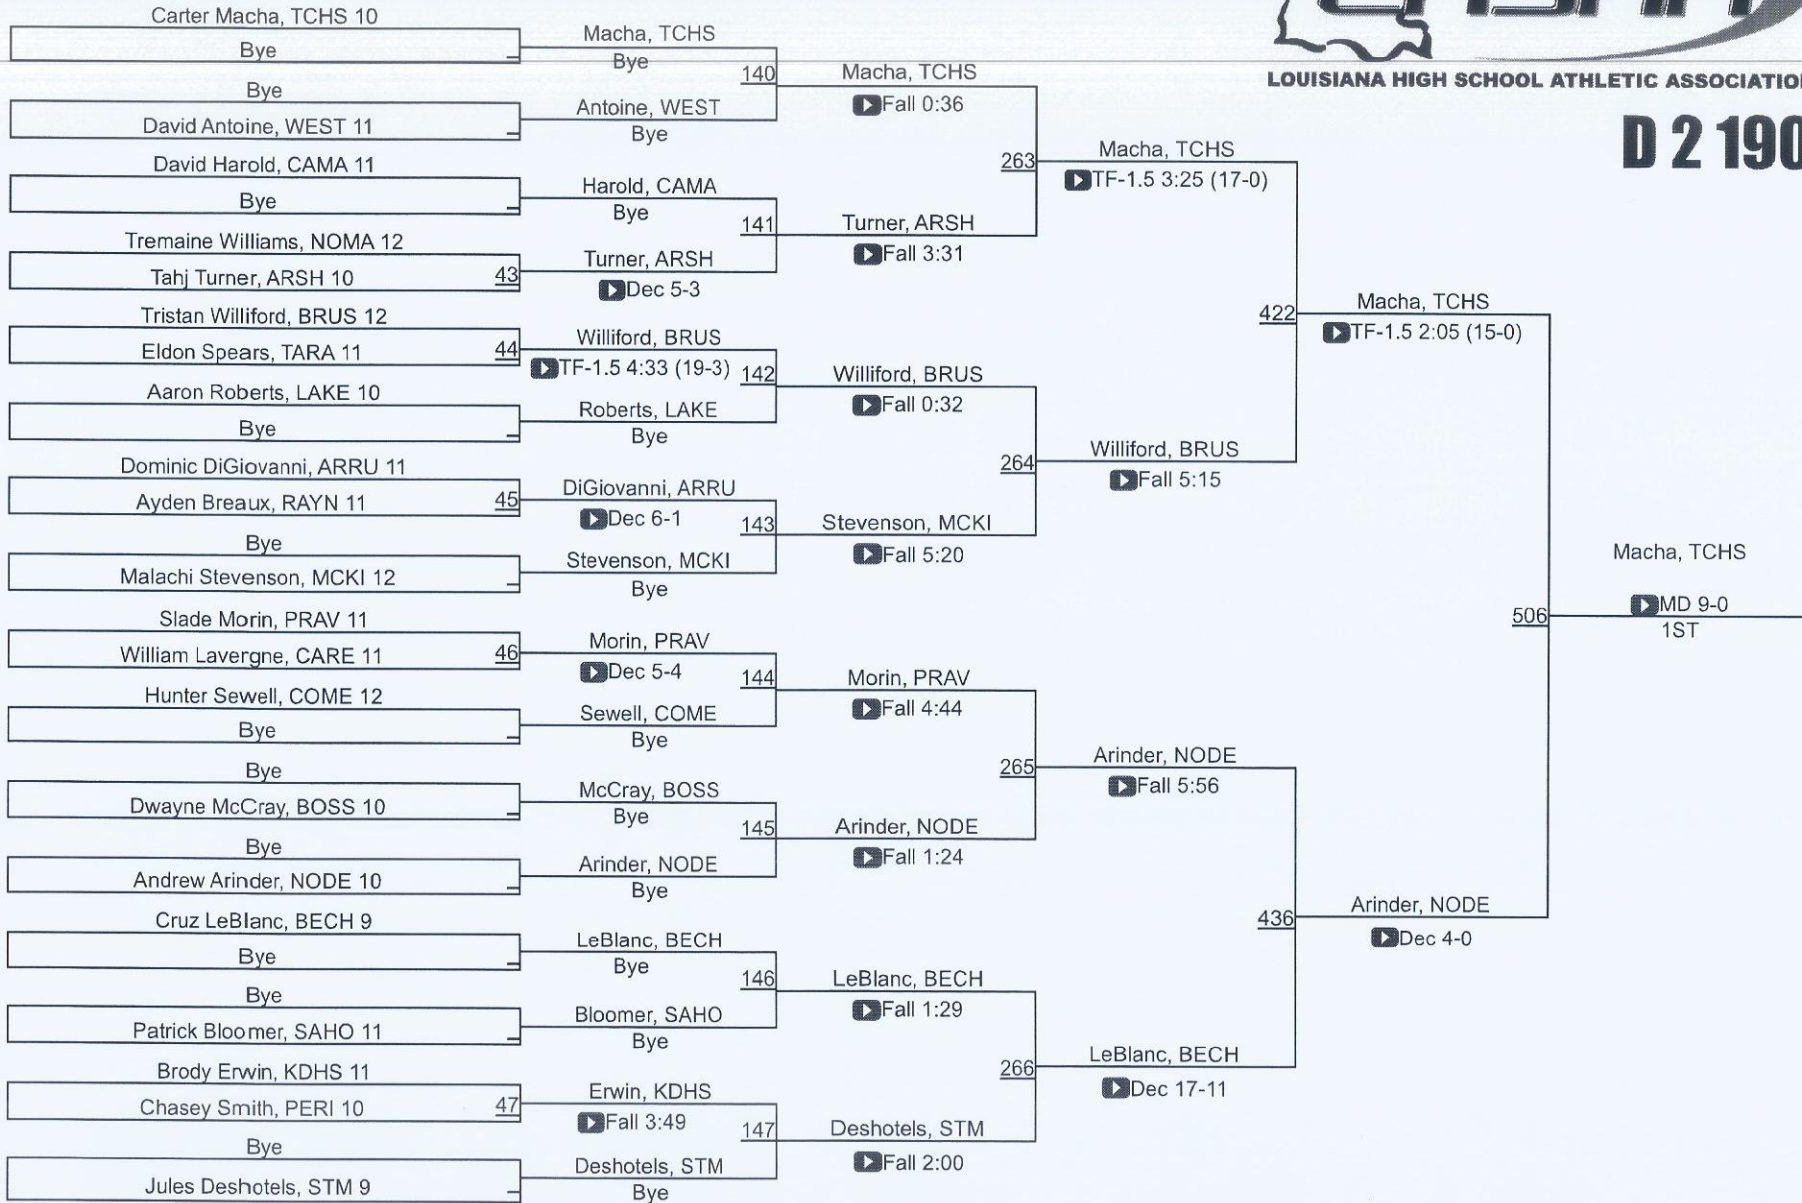 LOUISIANA HIGH SCHOOL ATHLETIC ASSOCIATION
D 2 190
Carter Macha, TCHS 10
Bye
Bye
David Antoine, WEST 11
David Harold, CAMA 11
Bye
Tremaine Williams, NOMA 12
Tahj Turner, ARSH 10
43
Tristan Williford, BRUS 12
Eldon Spears, TARA 11
44
Aaron Roberts, LAKE 10
Bye
Dominic DiGiovanni, ARRU 11
Ayden Breaux, RAYN 11
45
Bye
Malachi Stevenson, MCKI 12
Slade Morin, PRAV 11
William Lavergne, CARE 11
46
Hunter Sewell, COME 12
Bye
Bye
Dwayne McCray, BOSS 10
Bye
Andrew Arinder, NODE 10
Cruz LeBlanc, BECH 9
Bye
Bye
Patrick Bloomer, SAHO 11
Brody Erwin, KDHS 11
Chasey Smith, PERI 10
47
Bye
Jules Deshotels, STM 9
Macha, TCHS
Bye
140
Antoine, WEST
Bye
Harold, CAMA
Bye
141
Turner, ARSH
Dec 5-3
Williford, BRUS
TF-1.5 4:33 (19-3)
142
Roberts, LAKE
Bye
DiGiovanni, ARRU
Dec 6-1
143
Stevenson, MCKI
Bye
Morin, PRAV
Dec 5-4
144
Sewell, COME
Bye
McCray, BOSS
Bye
145
Arinder, NODE
Bye
LeBlanc, BECH
Bye
146
Bloomer, SAHO
Bye
Erwin, KDHS
Fall 3:49
147
Deshotels, STM
Bye
Macha, TCHS
Fall 0:36
263
Turner, ARSH
Fall 3:31
Williford, BRUS
Fall 0:32
264
Stevenson, MCKI
Fall 5:20
Morin, PRAV
Fall 4:44
265
Arinder, NODE
Fall 1:24
LeBlanc, BECH
Fall 1:29
266
Deshotels, STM
Fall 2:00
Macha, TCHS
TF-1.5 3:25 (17-0)
422
Williford, BRUS
Fall 5:15
Arinder, NODE
Fall 5:56
436
LeBlanc, BECH
Dec 17-11
Macha, TCHS
TF-1.5 2:05 (15-0)
506
Arinder, NODE
Dec 4-0
Macha, TCHS
MD 9-0
1ST